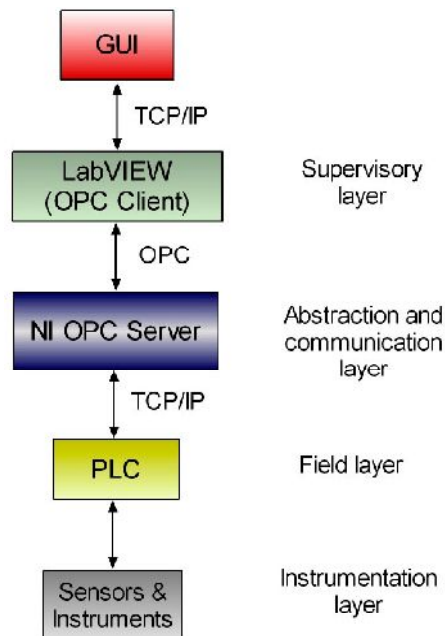 GUI
TCP/IP
LabVIEW
(OPC Client)
Supervisory
layer
OPC
NI OPC Server
Abstraction and
communication
layer
TCP/IP
PLC
Field layer
Sensors &
Instruments
Instrumentation
layer